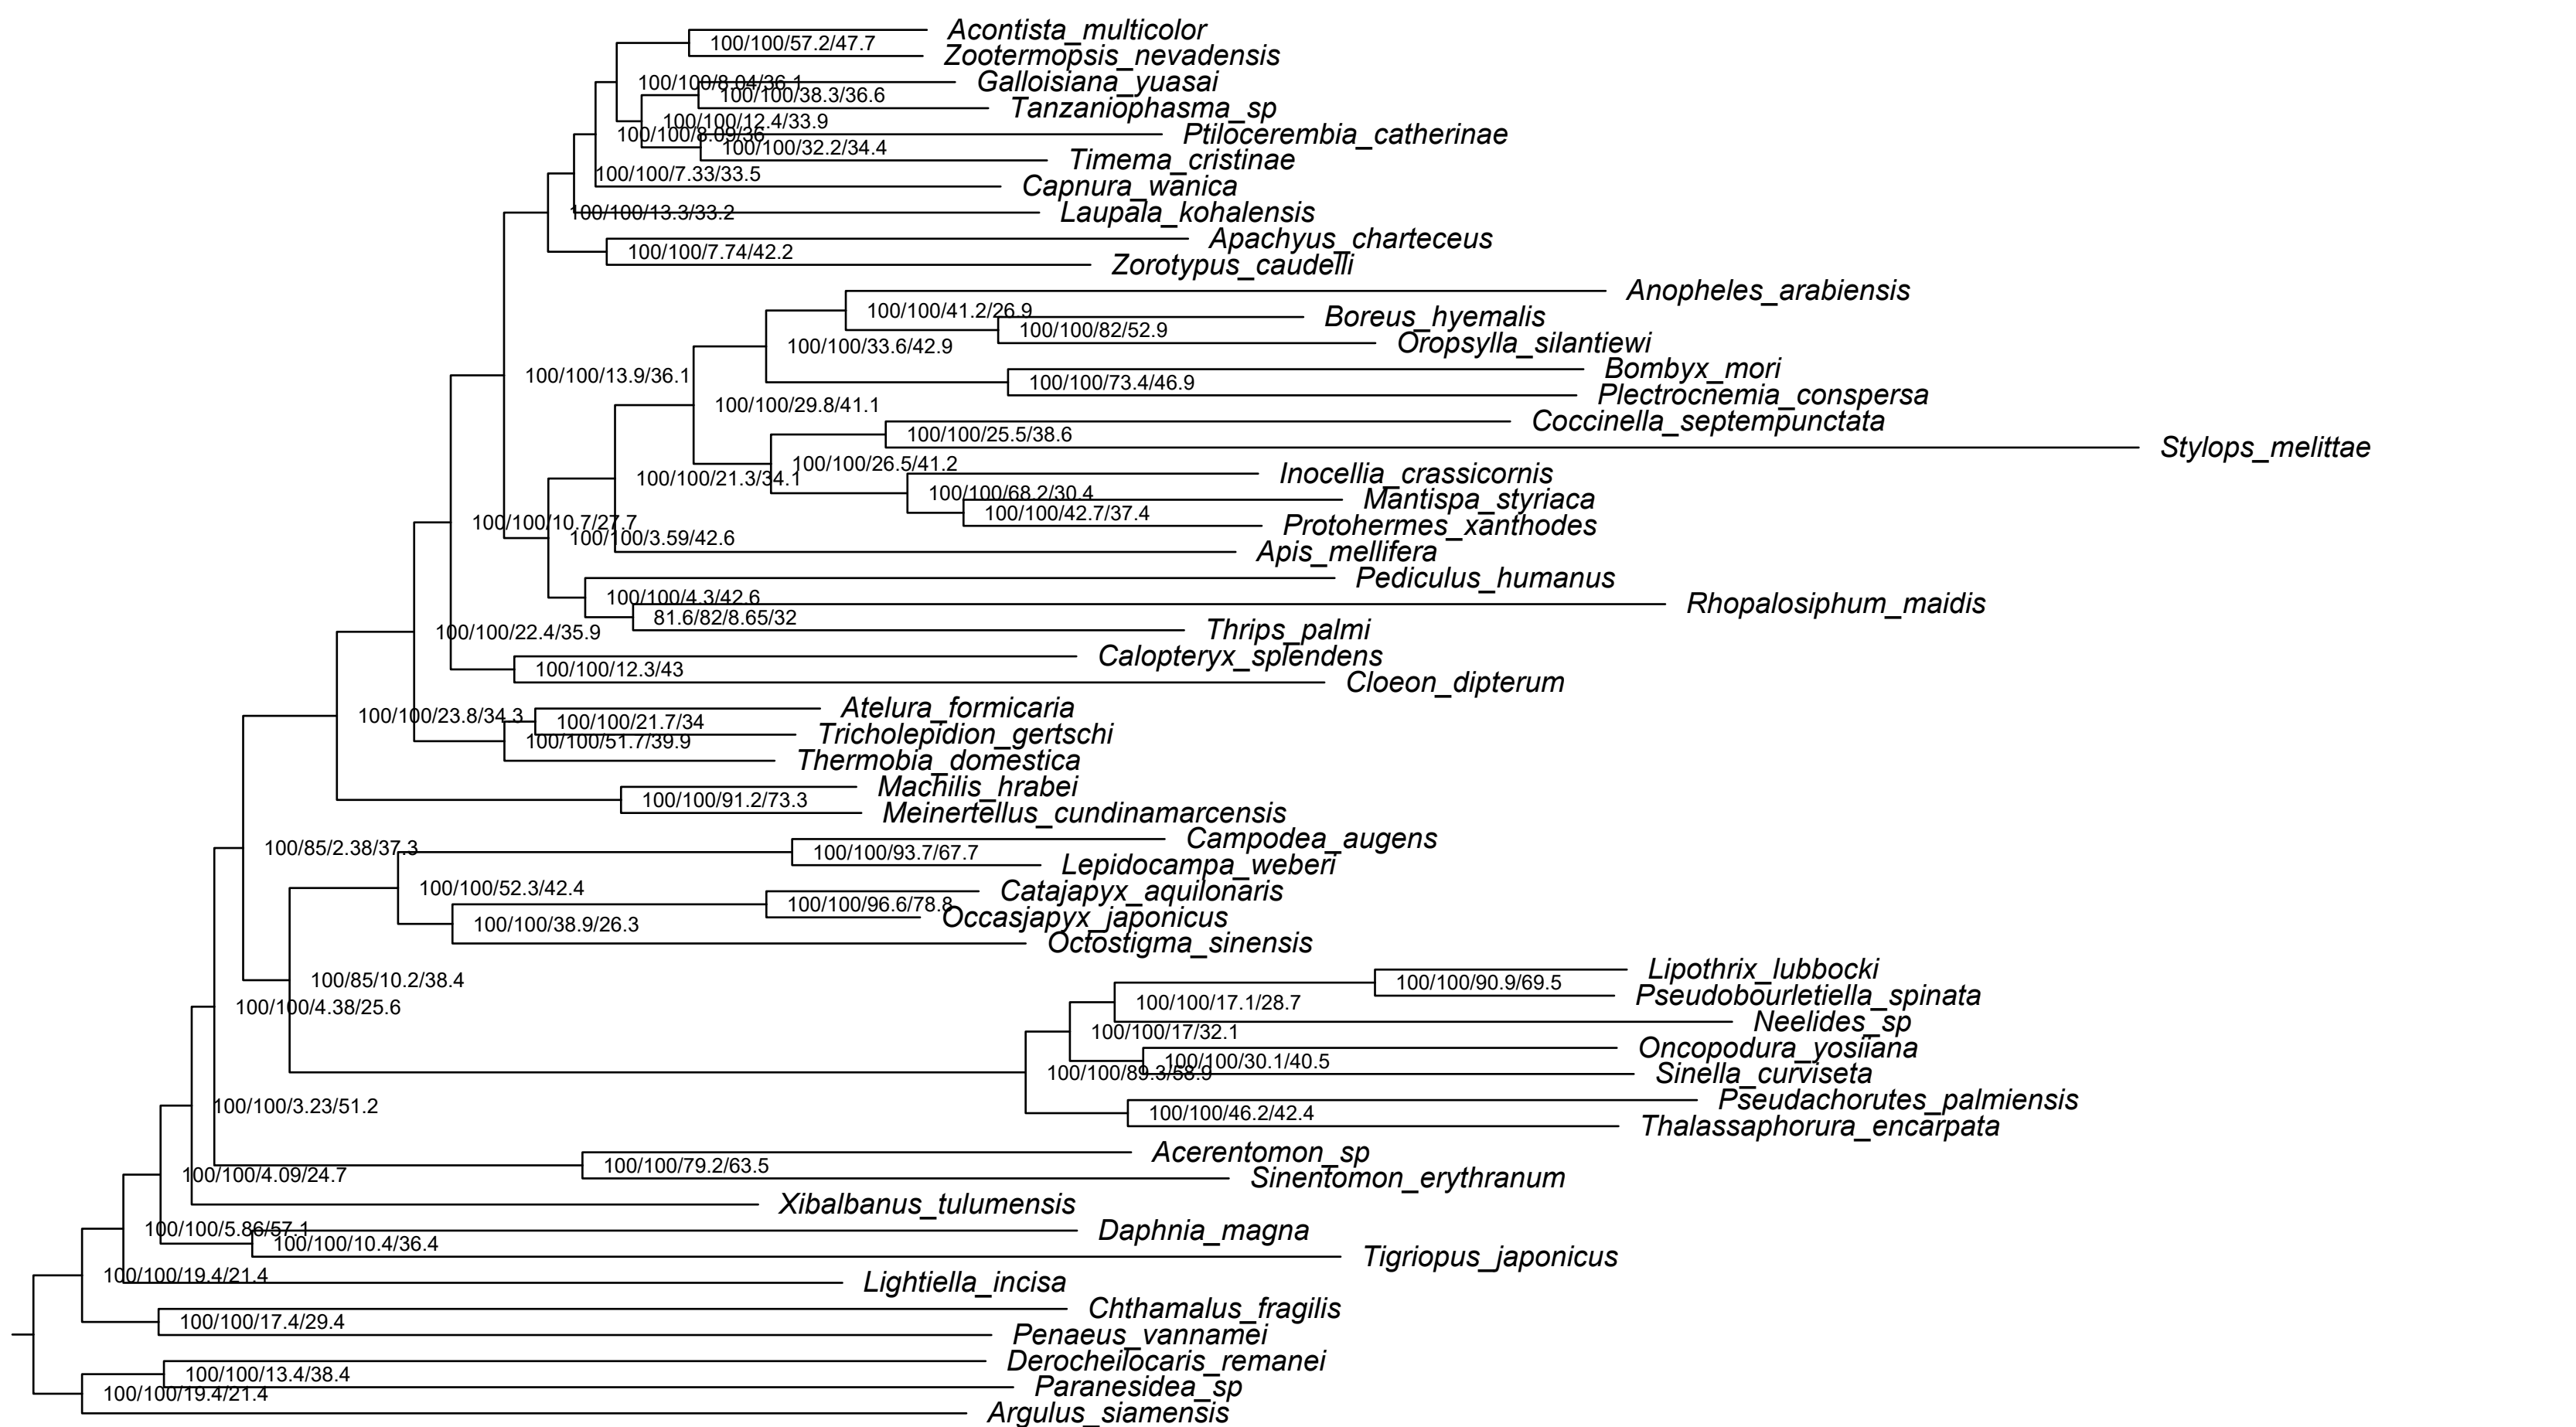 Acontista_multicolor
100/100/57.2/47.7
Zootermopsis_nevadensis
100/100/8.04/36.1
Galloisiana_yuasai
100/100/38.3/36.6
Tanzaniophasma_sp
100/100/12.4/33.9
100/100/8.09/36
Ptilocerembia_catherinae
100/100/32.2/34.4
Timema_cristinae
100/100/7.33/33.5
Capnura_wanica
100/100/13.3/33.2
Laupala_kohalensis
Apachyus_charteceus
100/100/7.74/42.2
Zorotypus_caudelli
Anopheles_arabiensis
100/100/41.2/26.9
Boreus_hyemalis
100/100/82/52.9
Oropsylla_silantiewi
100/100/33.6/42.9
Bombyx_mori
100/100/13.9/36.1
100/100/73.4/46.9
Plectrocnemia_conspersa
100/100/29.8/41.1
Coccinella_septempunctata
100/100/25.5/38.6
Stylops_melittae
100/100/26.5/41.2
Inocellia_crassicornis
100/100/21.3/34.1
100/100/68.2/30.4
Mantispa_styriaca
100/100/42.7/37.4
Protohermes_xanthodes
100/100/10.7/27.7
100/100/3.59/42.6
Apis_mellifera
Pediculus_humanus
100/100/4.3/42.6
Rhopalosiphum_maidis
81.6/82/8.65/32
Thrips_palmi
100/100/22.4/35.9
Calopteryx_splendens
100/100/12.3/43
Cloeon_dipterum
Atelura_formicaria
100/100/23.8/34.3
100/100/21.7/34
Tricholepidion_gertschi
100/100/51.7/39.9
Thermobia_domestica
Machilis_hrabei
100/100/91.2/73.3
Meinertellus_cundinamarcensis
Campodea_augens
100/85/2.38/37.3
100/100/93.7/67.7
Lepidocampa_weberi
100/100/52.3/42.4
Catajapyx_aquilonaris
100/100/96.6/78.8
Occasjapyx_japonicus
100/100/38.9/26.3
Octostigma_sinensis
Lipothrix_lubbocki
100/85/10.2/38.4
100/100/90.9/69.5
Pseudobourletiella_spinata
100/100/4.38/25.6
100/100/17.1/28.7
Neelides_sp
100/100/17/32.1
Oncopodura_yosiiana
100/100/30.1/40.5
100/100/89.3/58.9
Sinella_curviseta
Pseudachorutes_palmiensis
100/100/3.23/51.2
100/100/46.2/42.4
Thalassaphorura_encarpata
Acerentomon_sp
100/100/79.2/63.5
100/100/4.09/24.7
Sinentomon_erythranum
Xibalbanus_tulumensis
100/100/5.86/57.1
Daphnia_magna
100/100/10.4/36.4
Tigriopus_japonicus
100/100/19.4/21.4
Lightiella_incisa
Chthamalus_fragilis
100/100/17.4/29.4
Penaeus_vannamei
Derocheilocaris_remanei
100/100/13.4/38.4
Paranesidea_sp
100/100/19.4/21.4
Argulus_siamensis